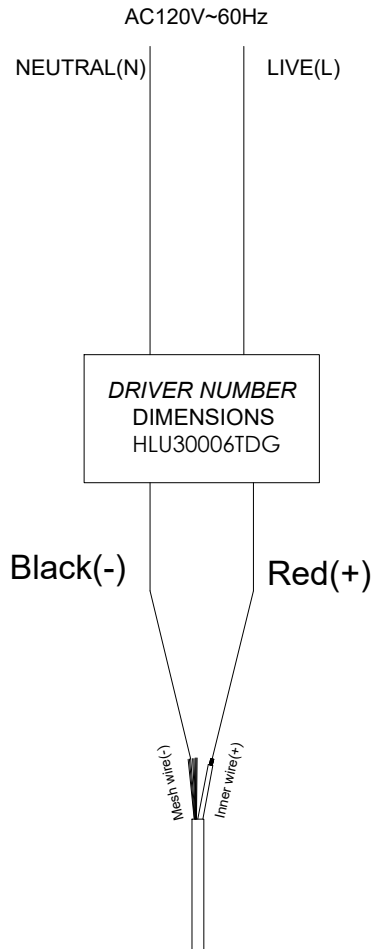 AC120V~60Hz
NEUTRAL(N)
LIVE(L)
DRIVER NUMBER
DIMENSIONS
HLU30006TDG
Black(-)
Red(+)
Mesh wire(-)
Inner wire(+)